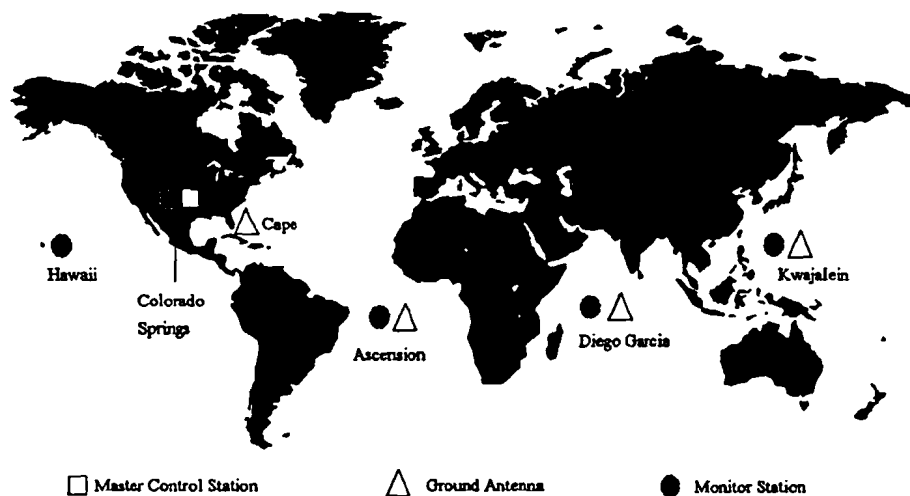 Cape
Hawaii
Kwajalein
Colorado
Springs
Ascension
Diego Garcia
Master Control Station
Ground Antenna
Monitor Station